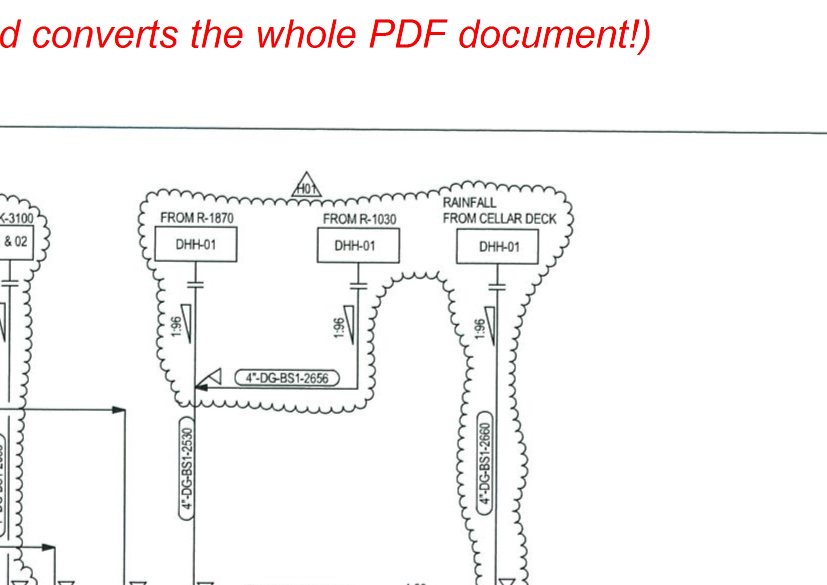 d converts the whole PDF document!)
H01
RAINFALL
K-3100
FROM R-1870
FROM R-1030
FROM CELLAR DECK
& 02
DHH-01
DHH-01
DHH-01
1:96
1:96
1:96
4"-DG-BS1-2656
4"-DG-BS1-2530
4"-DG-BS1-2660